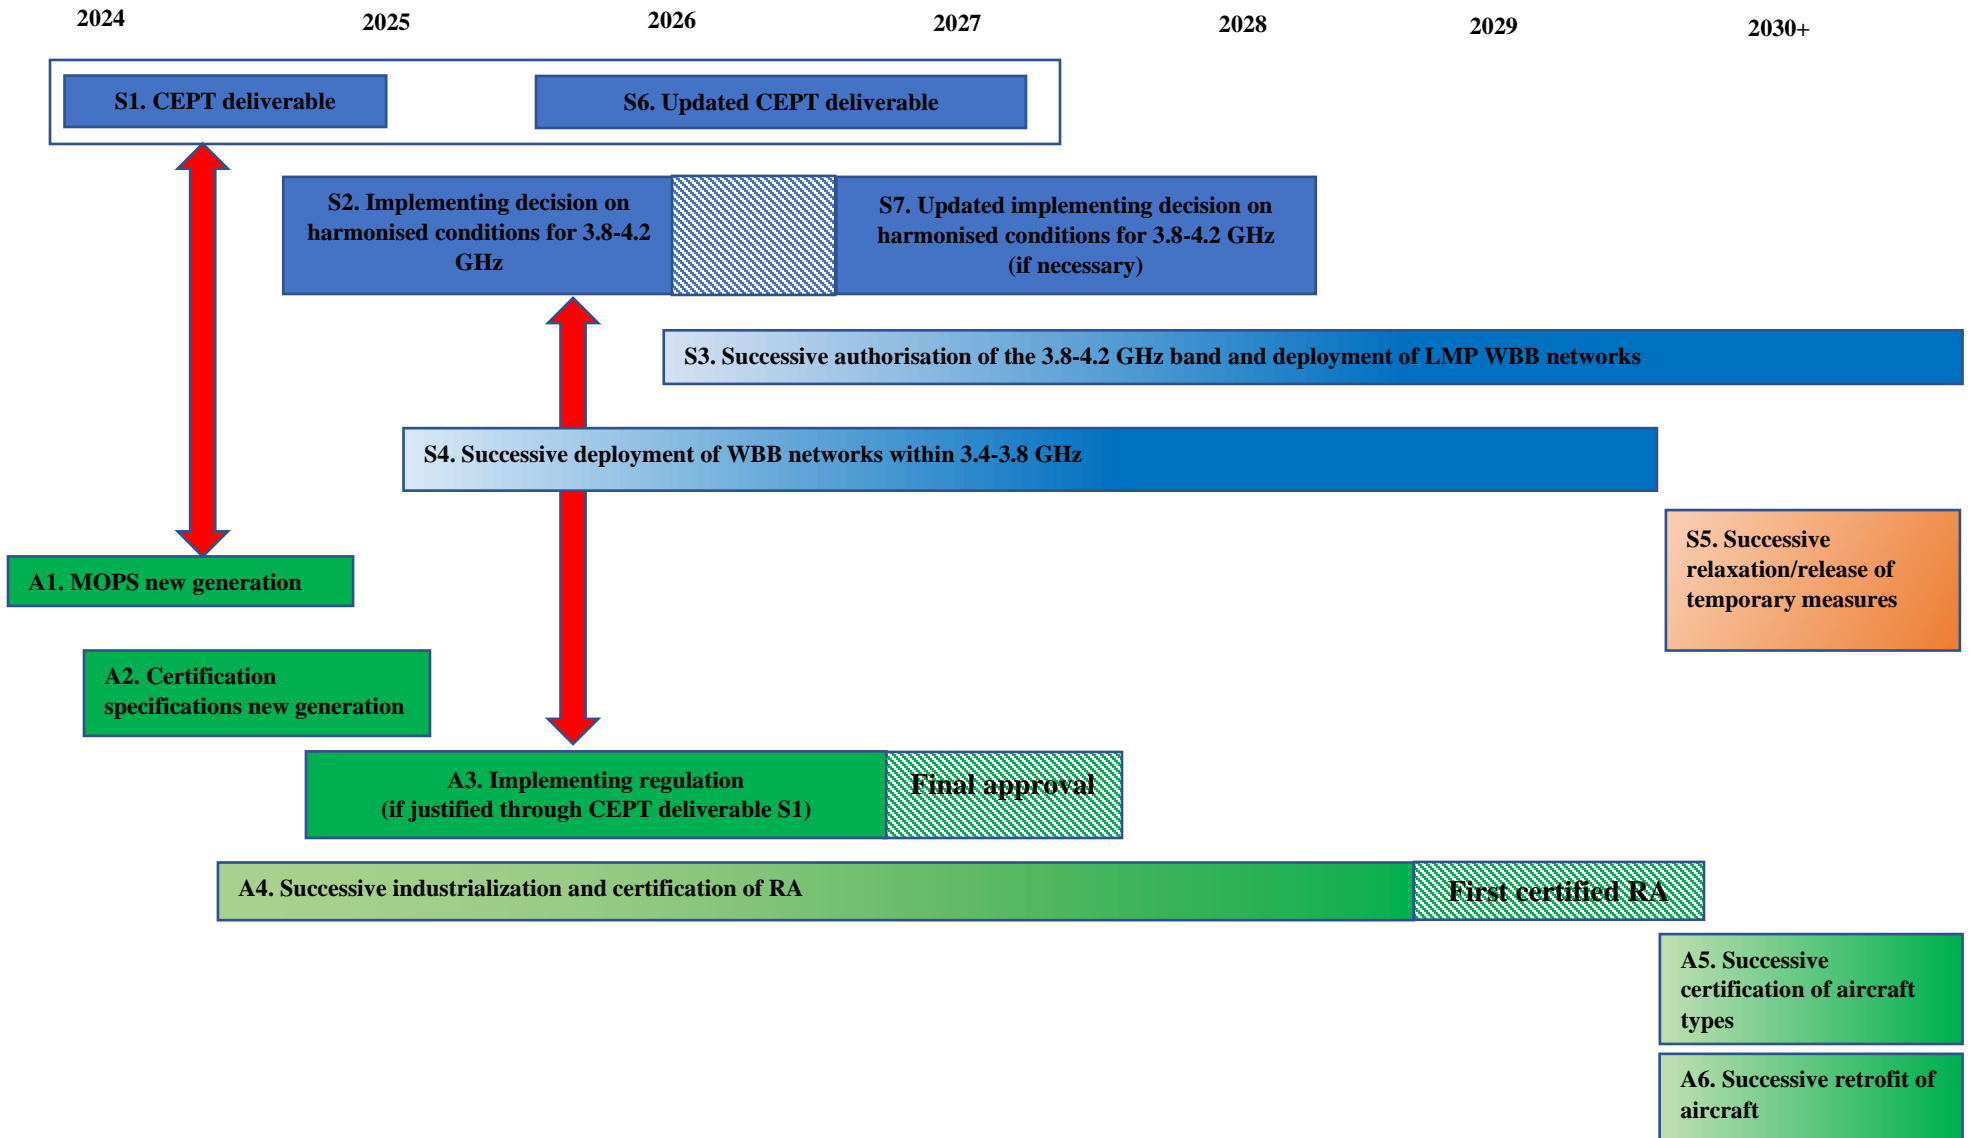 2024
2025
2026
2027
2028
2029
2030+
S1. CEPT deliverable
S6. Updated CEPT deliverable
S2. Implementing decision on
harmonised conditions for 3.8-4.2
GHz
S7. Updated implementing decision on
harmonised conditions for 3.8-4.2 GHz
(if necessary)
S3. Successive authorisation of the 3.8-4.2 GHz band and deployment of LMP WBB networks
S4. Successive deployment of WBB networks within 3.4-3.8 GHz
S5. Successive
relaxation/release of
temporary measures
A1. MOPS new generation
A2. Certification
specifications new generation
A3. Implementing regulation
(if justified through CEPT deliverable S1)
Final approval
A4. Successive industrialization and certification of RA
First certified RA
A5. Successive
certification of aircraft
types
A6. Successive retrofit of
aircraft